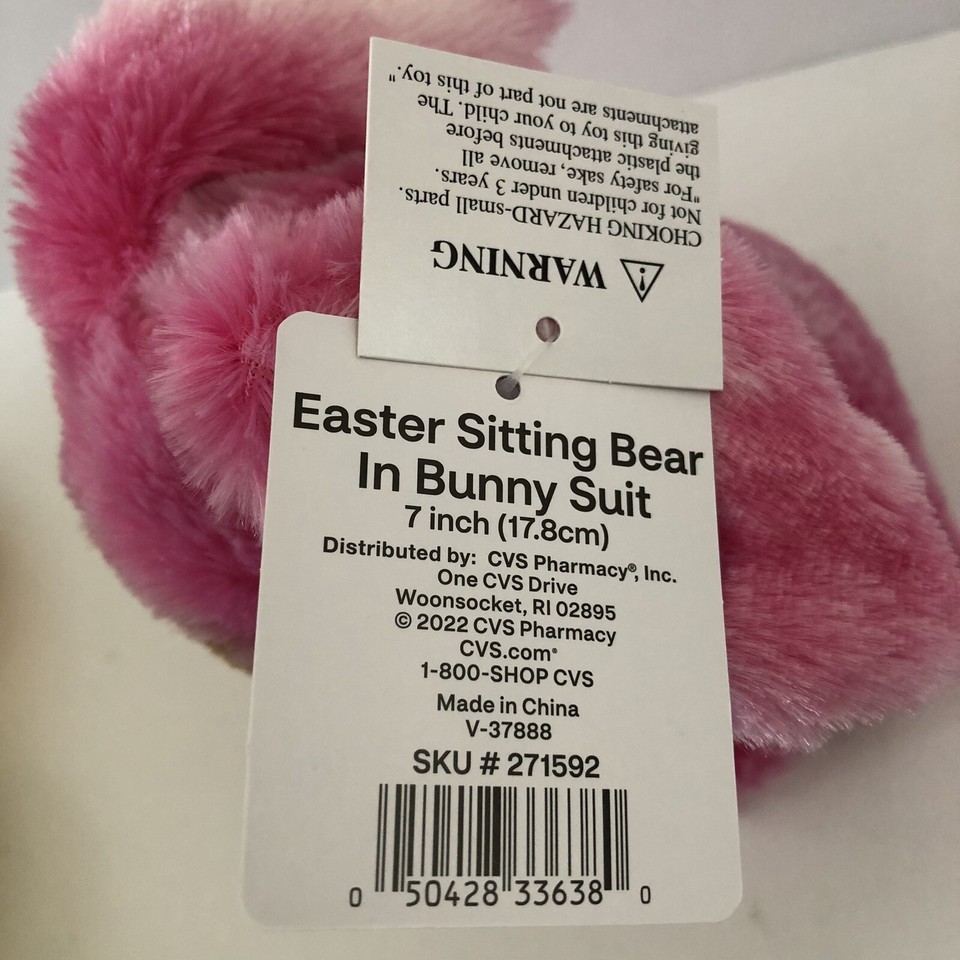 ⚠ WARNING
CHOKING HAZARD-small parts.
Not for children under 3 years.
"For safety sake, remove all
the plastic attachments before
giving this toy to your child. The
attachments are not part of this toy."
Easter Sitting Bear
In Bunny Suit
7 inch (17.8cm)
Distributed by: CVS Pharmacy®, Inc.
One CVS Drive
Woonsocket, RI 02895
© 2022 CVS Pharmacy
CVS.com®
1-800-SHOP CVS
Made in China
V-37888
SKU # 271592
0 50428 33638 0